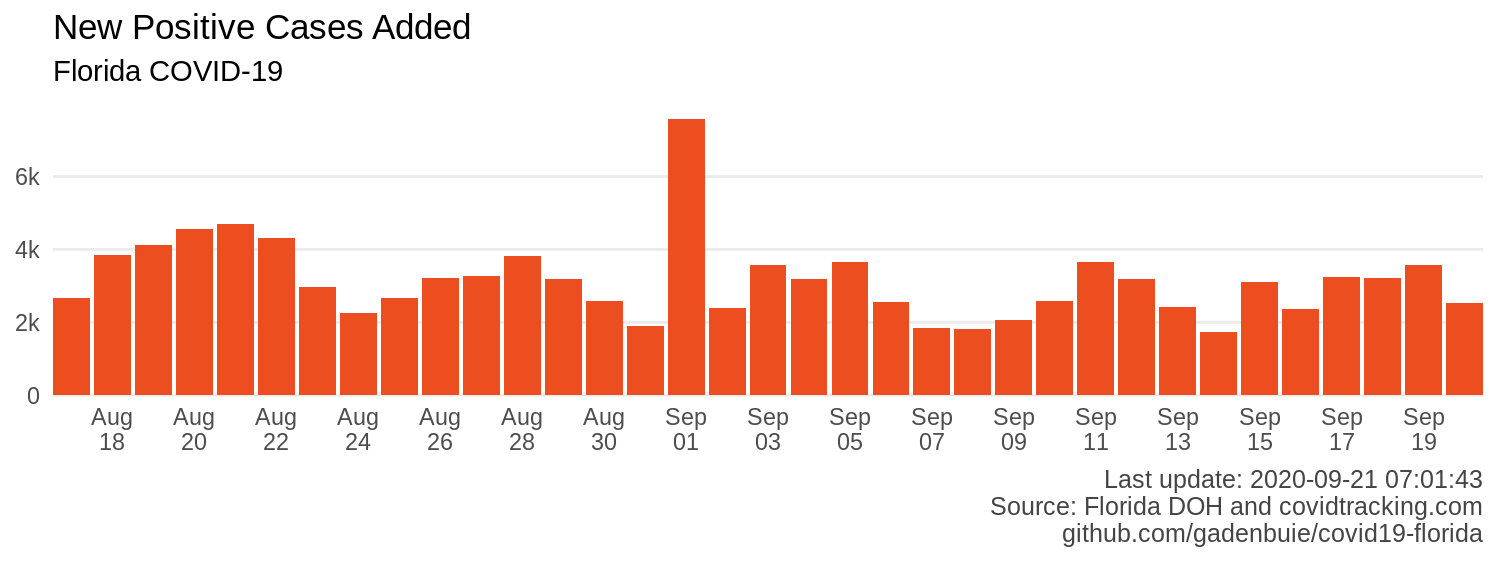 New Positive Cases Added
Florida COVID-19
6k
4k
2k
0
Aug Aug Aug Aug Aug Aug Aug Sep Sep Sep Sep Sep Sep Sep Sep Sep Sep
18 20 22 24 26 28 30 01 03 05 07 09 11 13 15 17 19
Last update: 2020-09-21 07:01:43
Source: Florida DOH and covidtracking.com
github.com/gadenbuie/covid19-florida